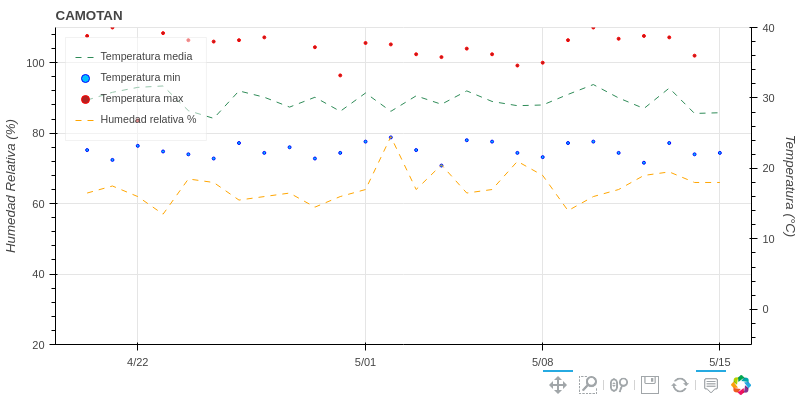 CAMOTAN
Temperatura media
Temperatura min
Temperatura max
Humedad relativa %
Humedad Relativa (%)
100
80
60
40
20
Temperatura (°C)
40
30
20
10
0
4/22
5/01
5/08
5/15